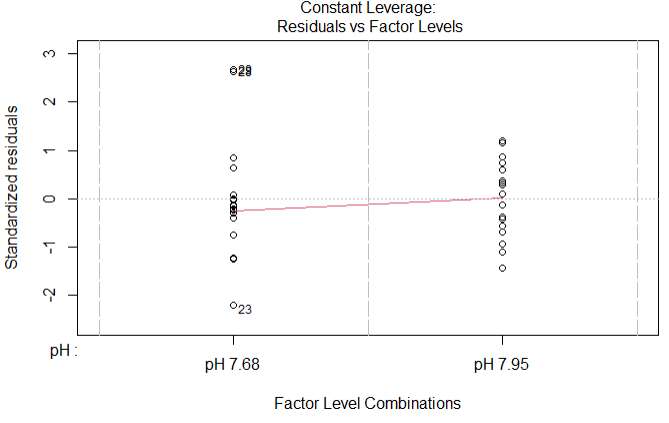 Constant Leverage:
Residuals vs Factor Levels
Standardized residuals
3
2
1
0
-1
-2
23
pH :
pH 7.68
pH 7.95
Factor Level Combinations